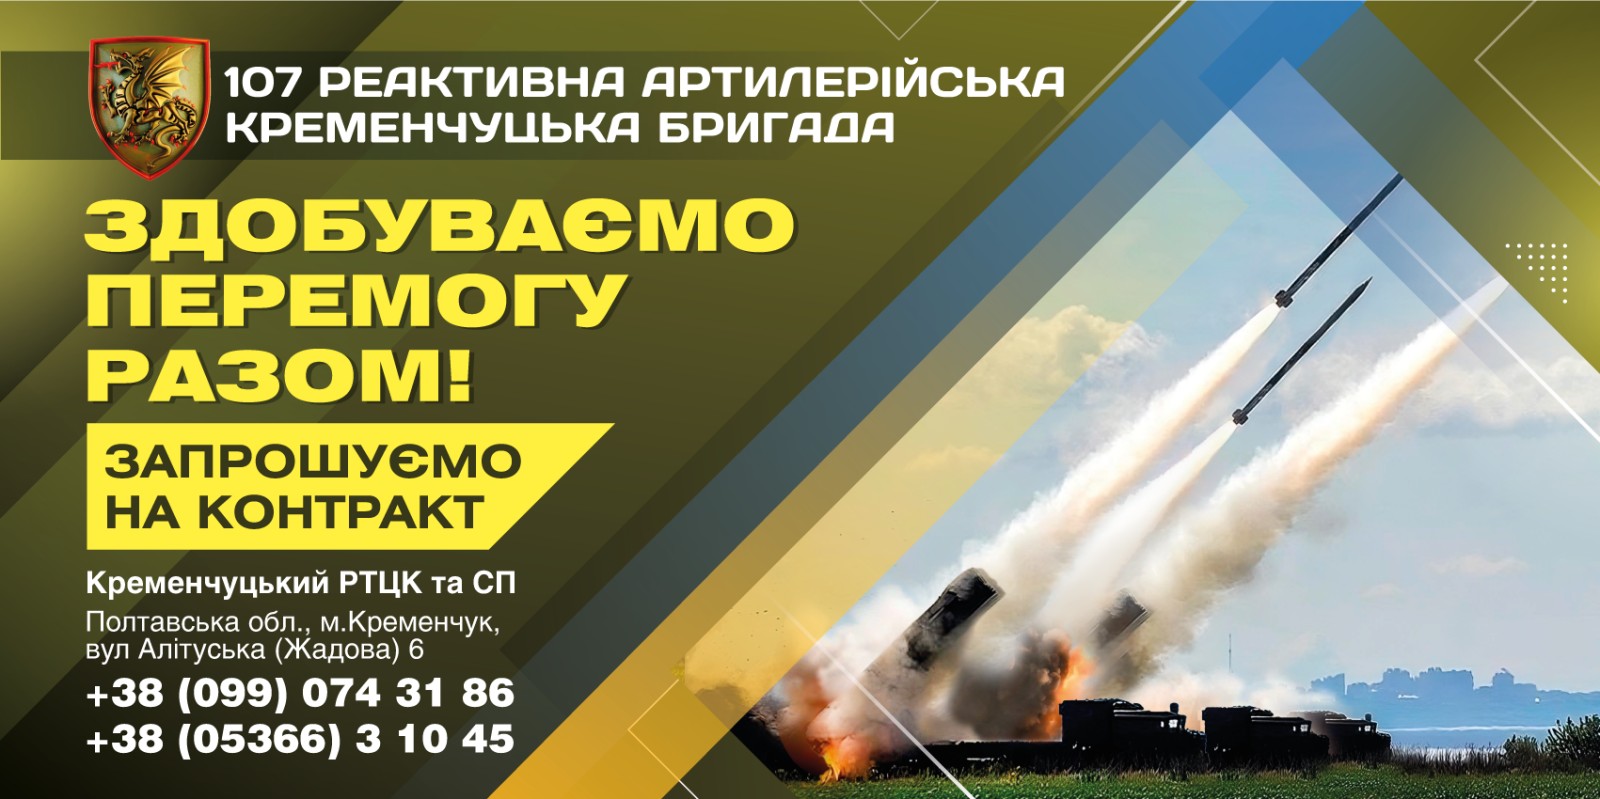 107 РЕАКТИВНА АРТИЛЕРІЙСЬКА
КРЕМЕНЧУЦЬКА БРИГАДА
ЗДОБУВАЄМО
ПЕРЕМОГУ
РАЗОМ!
ЗАПРОШУЄМО
НА КОНТРАКТ
Кременчуцький РТЦК та СП
Полтавська обл., м.Кременчук,
вул Алітуська (Жадова) 6
+38 (099) 074 31 86
+38 (05366) 3 10 45